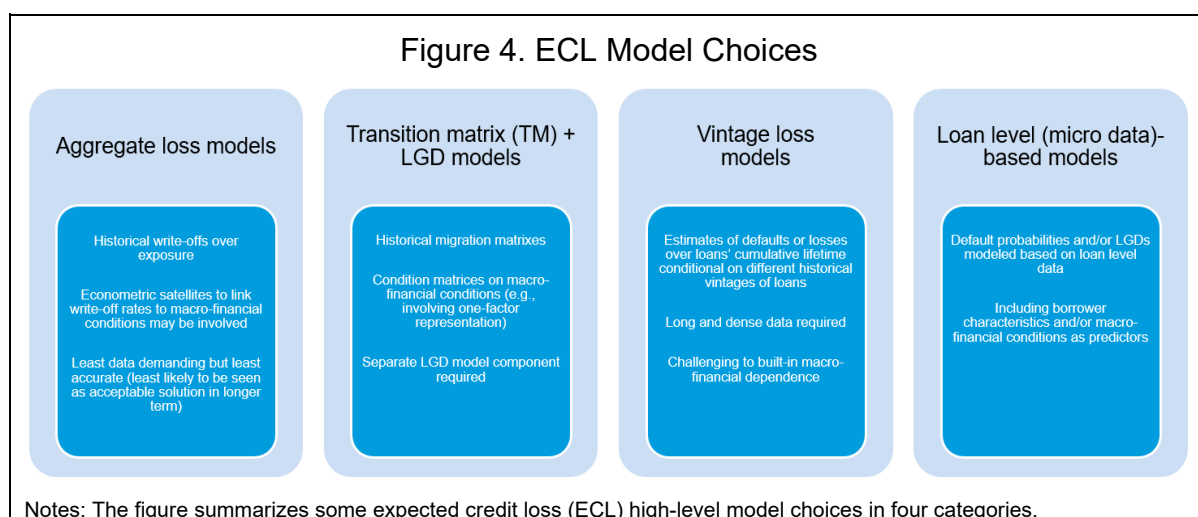 Figure 4. ECL Model Choices
Aggregate loss models
Historical write-offs over
exposure
Econometric satellites to link
write-off rates to macro-financial
conditions may be involved
Least data demanding but least
accurate (least likely to be seen
as acceptable solution in longer
term)
Transition matrix (TM) +
LGD models
Historical migration matrixes
Condition matrices on macro-
financial conditions (e.g.,
involving one-factor
representation)
Separate LGD model component
required
Vintage loss
models
Estimates of defaults or losses
over loans' cumulative lifetime
conditional on different historical
vintages of loans
Long and dense data required
Challenging to built-in macro-
financial dependence
Loan level (micro data)-
based models
Default probabilities and/or LGDs
modeled based on loan level
data
Including borrower
characteristics and/or macro-
financial conditions as predictors
Notes: The figure summarizes some expected credit loss (ECL) high-level model choices in four categories.